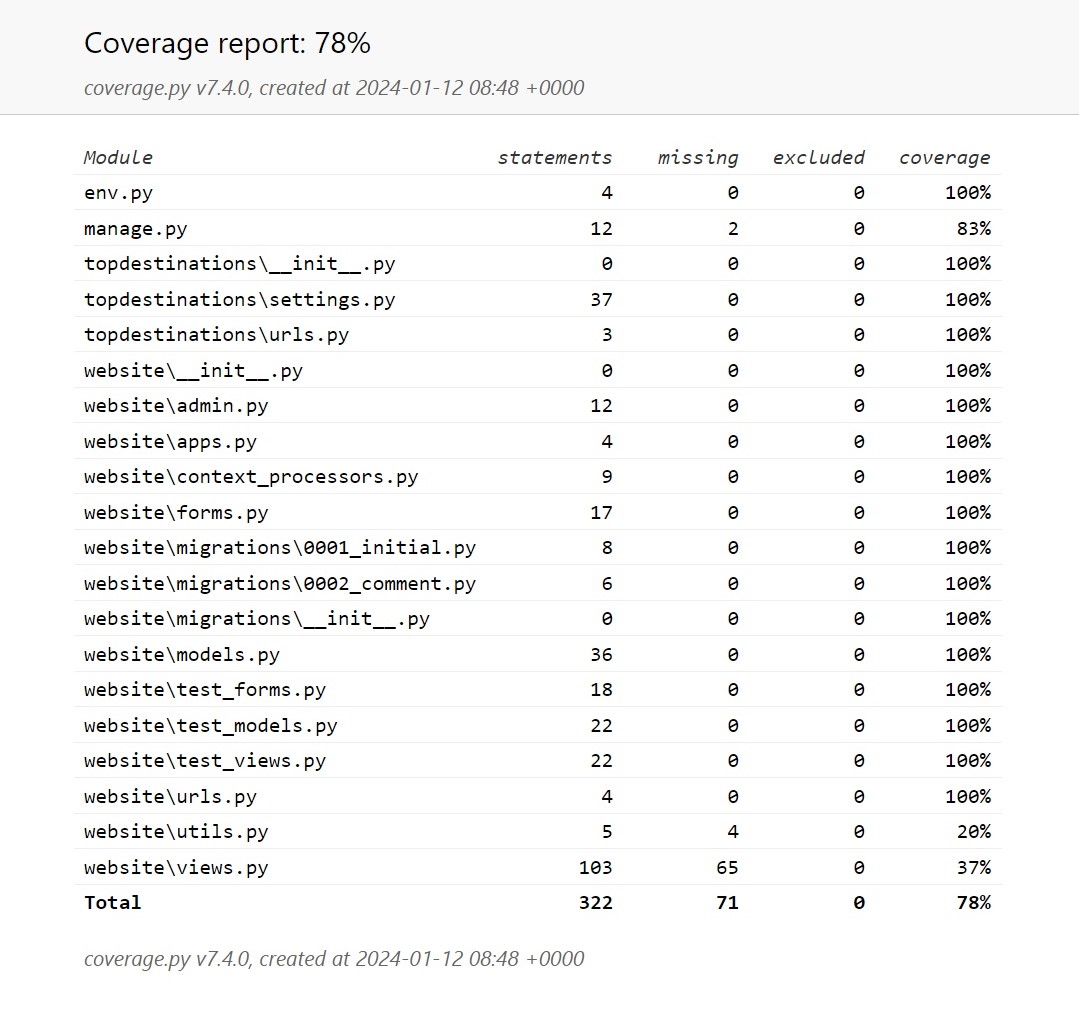 Coverage report: 78%
coverage.py v7.4.0, created at 2024-01-12 08:48 +0000
Module statements missing excluded coverage
env.py 4 0 0 100%
manage.py 12 2 0 83%
topdestinations\__init__.py 0 0 0 100%
topdestinations\settings.py 37 0 0 100%
topdestinations\urls.py 3 0 0 100%
website\__init__.py 0 0 0 100%
website\admin.py 12 0 0 100%
website\apps.py 4 0 0 100%
website\context_processors.py 9 0 0 100%
website\forms.py 17 0 0 100%
website\migrations\0001_initial.py 8 0 0 100%
website\migrations\0002_comment.py 6 0 0 100%
website\migrations\__init__.py 0 0 0 100%
website\models.py 36 0 0 100%
website\test_forms.py 18 0 0 100%
website\test_models.py 22 0 0 100%
website\test_views.py 22 0 0 100%
website\urls.py 4 0 0 100%
website\utils.py 5 4 0 20%
website\views.py 103 65 0 37%
Total 322 71 0 78%
coverage.py v7.4.0, created at 2024-01-12 08:48 +0000